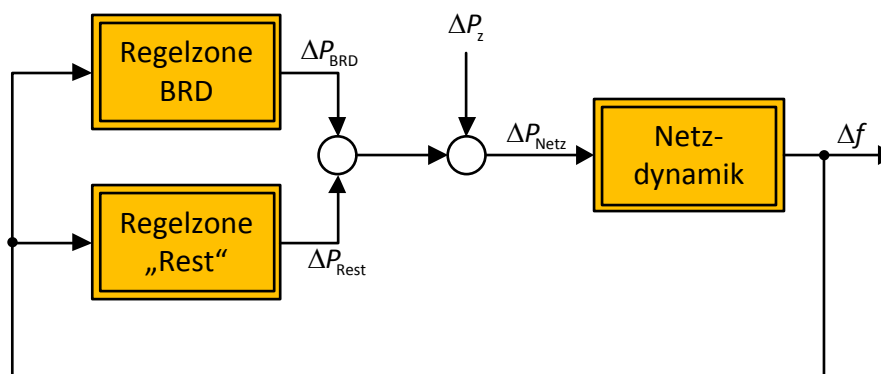 Regelzone
BRD
ΔP_BRD
ΔP_z
ΔP_Netz
Netz-
dynamik
Δf
Regelzone
„Rest“
ΔP_Rest